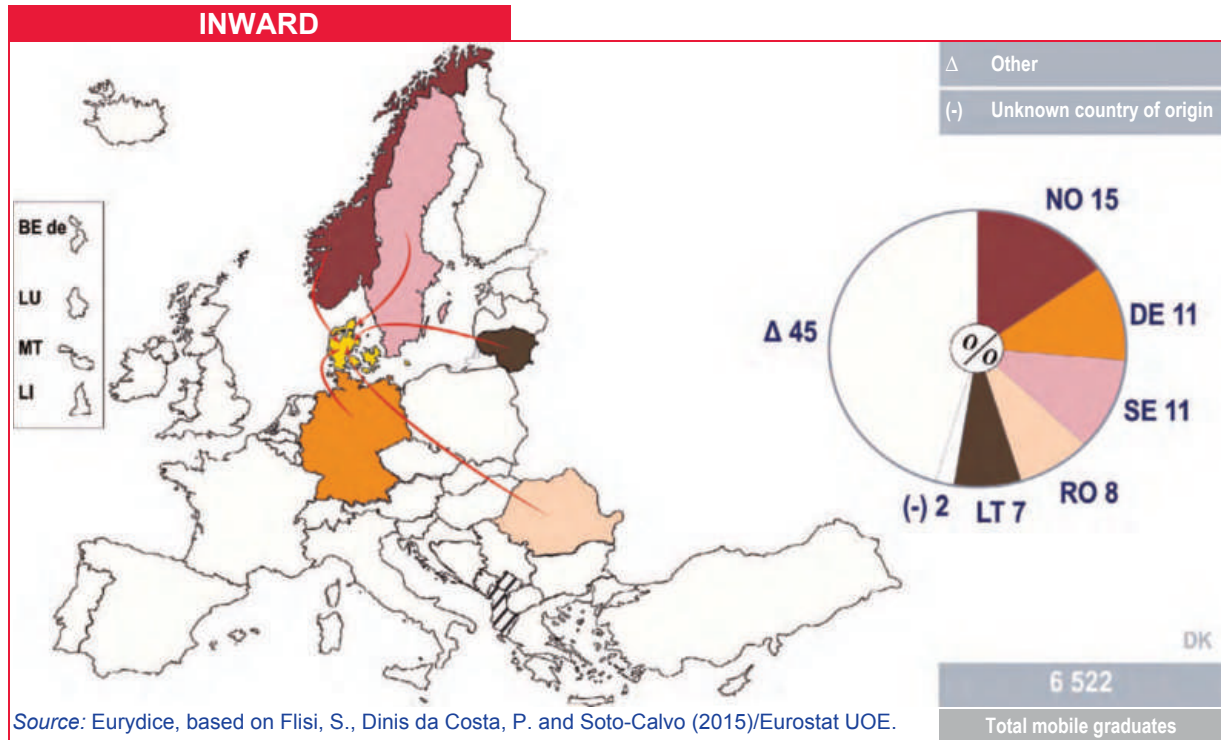 INWARD
Δ Other
(-) Unknown country of origin
BE de
LU
MT
LI
NO 15
DE 11
SE 11
RO 8
LT 7
(-) 2
Δ 45
%
DK
6 522
Total mobile graduates
Source: Eurydice, based on Flisi, S., Dinis da Costa, P. and Soto-Calvo (2015)/Eurostat UOE.